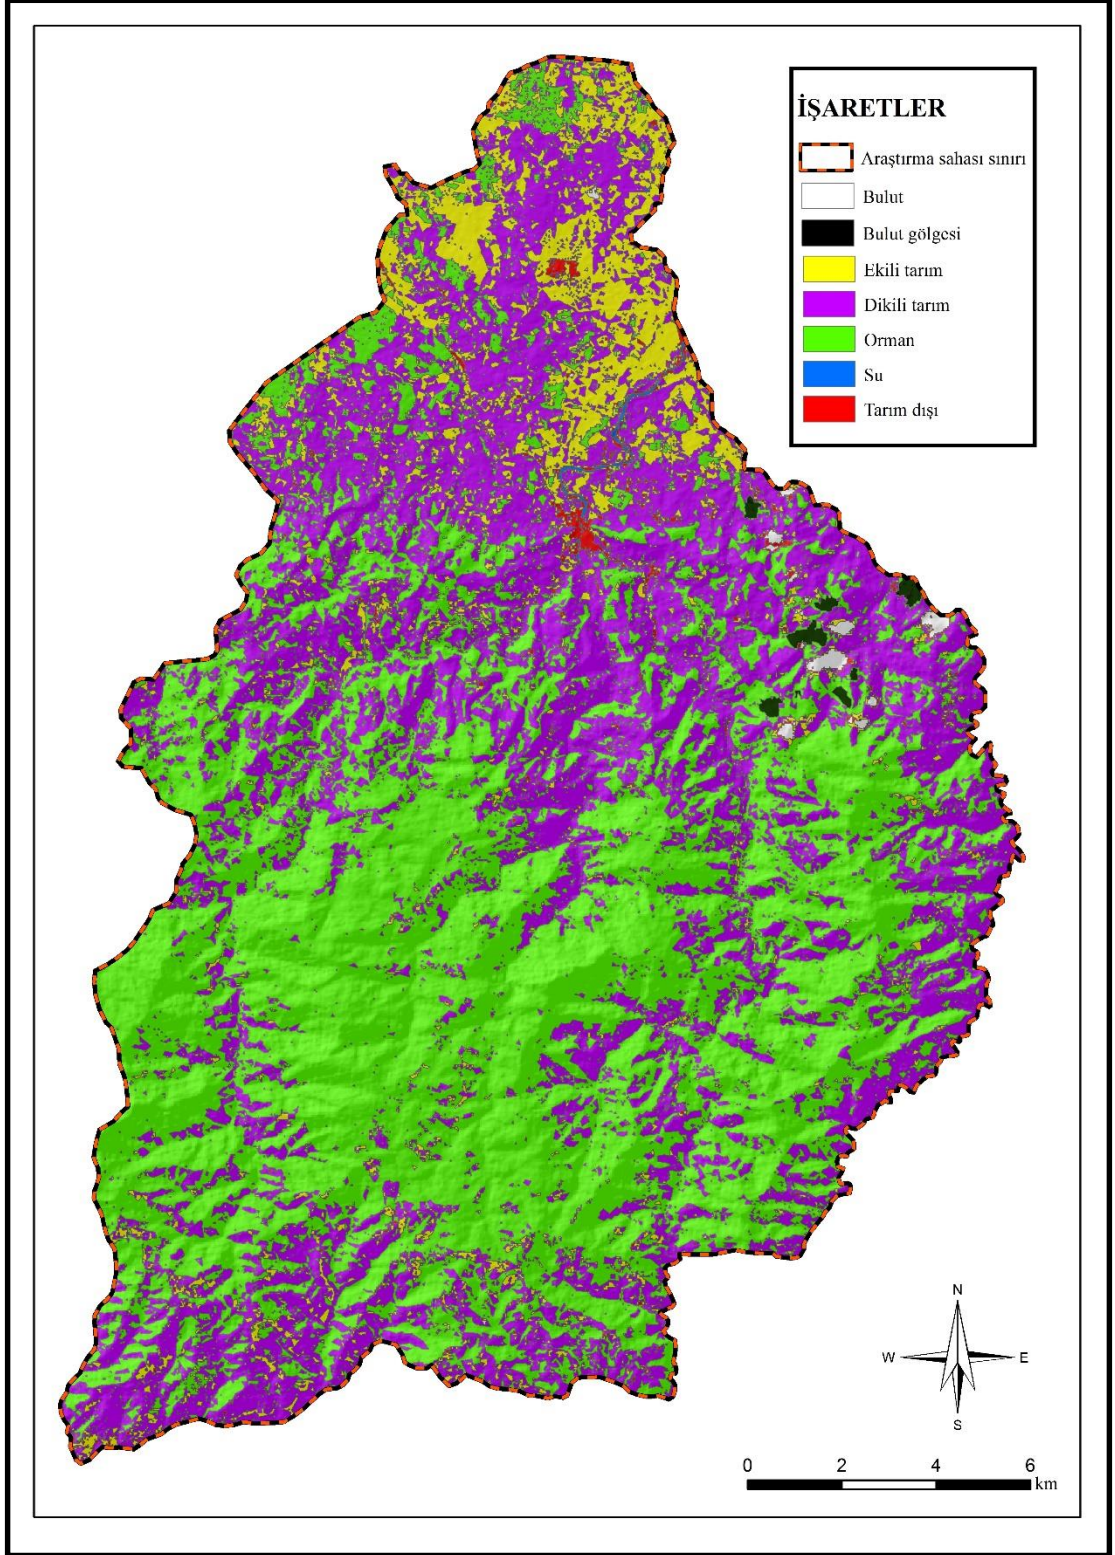 İŞARETLER
Araştırma sahası sınırı
Bulut
Bulut gölgesi
Ekili tarım
Dikili tarım
Orman
Su
Tarım dışı
N
W E
S
0 2 4 6
km